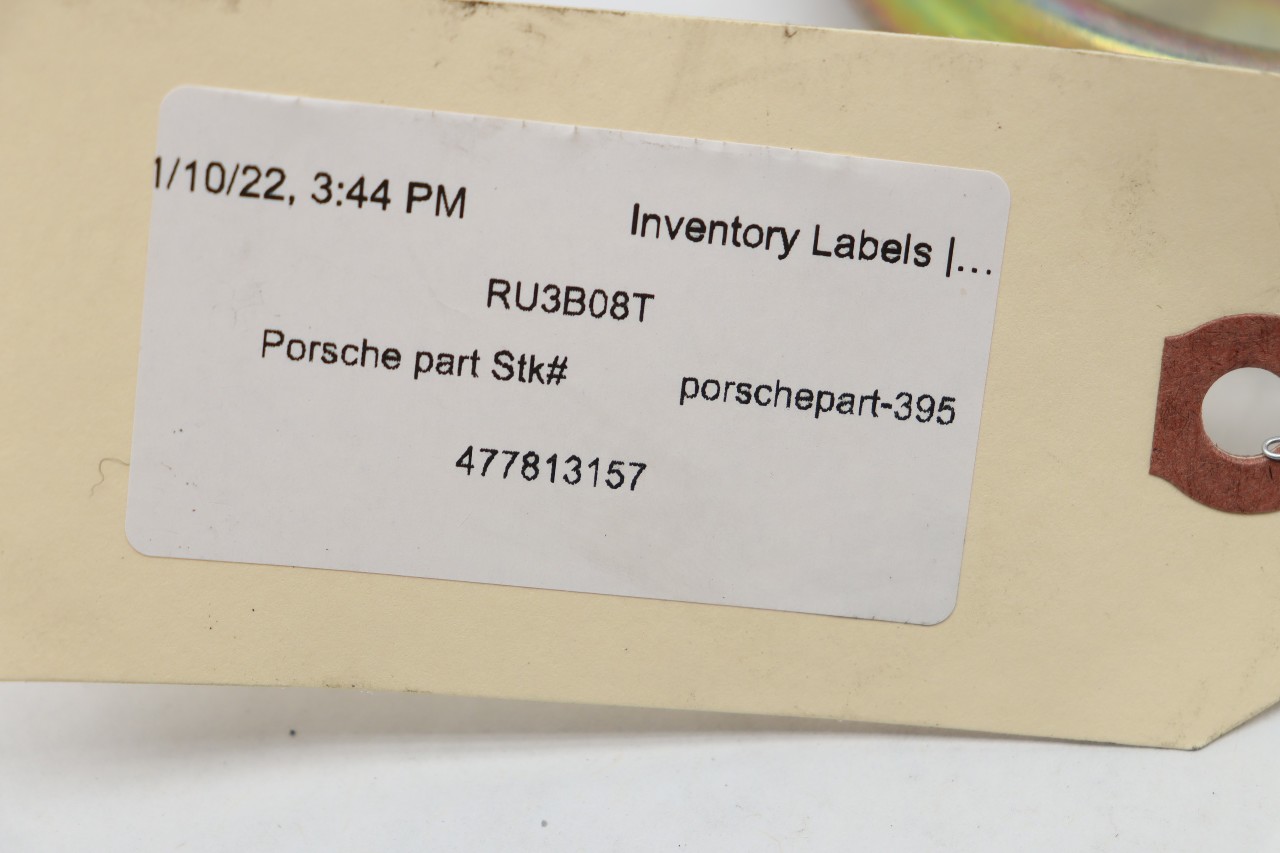 1/10/22, 3:44 PM Inventory Labels |...
RU3B08T
Porsche part Stk# porschepart-395
477813157